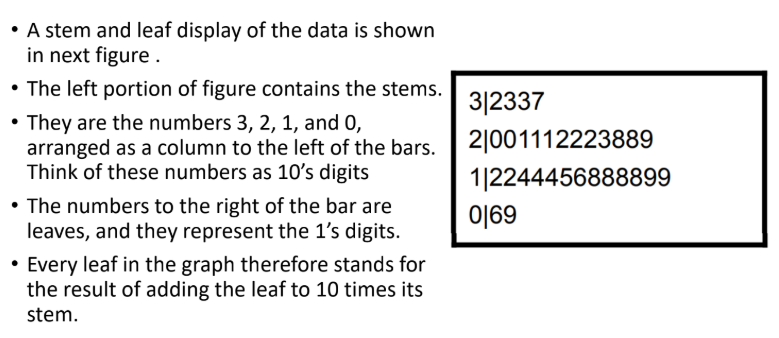 • A stem and leaf display of the data is shown
in next figure .
• The left portion of figure contains the stems.
• They are the numbers 3, 2, 1, and 0,
arranged as a column to the left of the bars.
Think of these numbers as 10’s digits
• The numbers to the right of the bar are
leaves, and they represent the 1’s digits.
• Every leaf in the graph therefore stands for
the result of adding the leaf to 10 times its
stem.
3|2337
2|001112223889
1|2244456888899
0|69